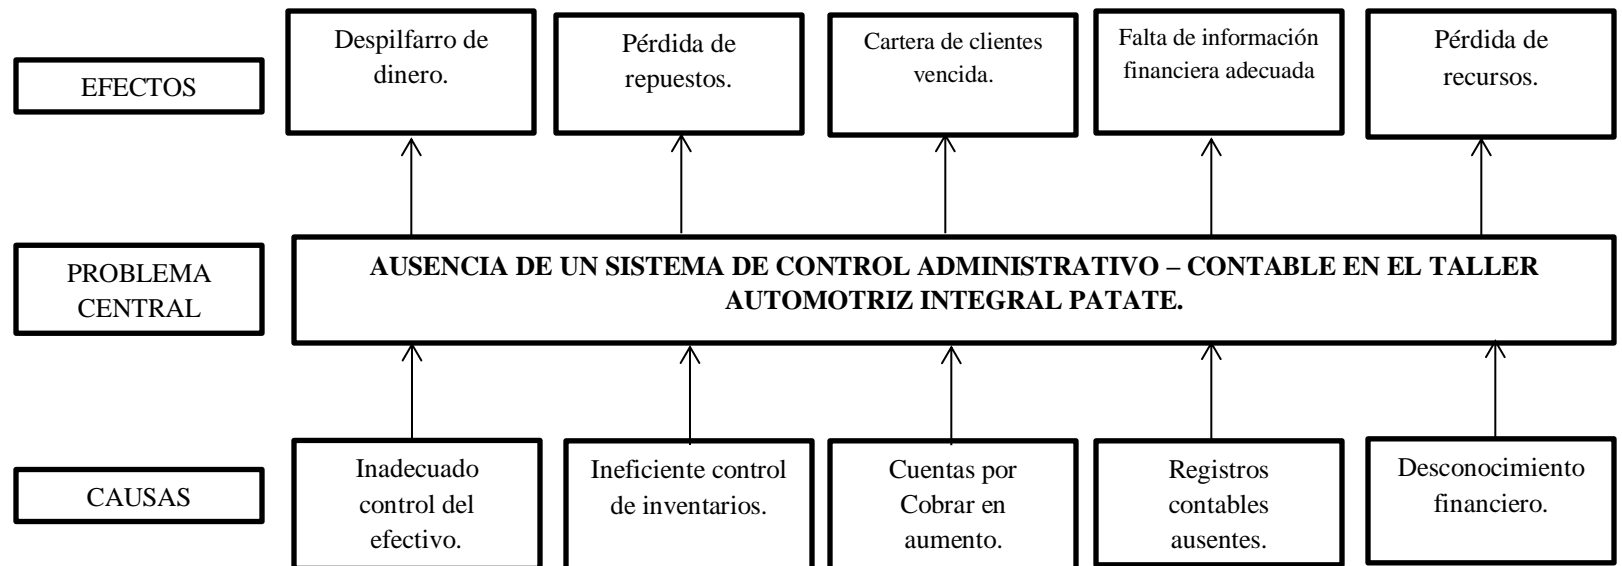 EFECTOS
Despilfarro de
dinero.
Pérdida de
repuestos.
Cartera de clientes
vencida.
Falta de información
financiera adecuada
Pérdida de
recursos.
PROBLEMA
CENTRAL
AUSENCIA DE UN SISTEMA DE CONTROL ADMINISTRATIVO – CONTABLE EN EL TALLER
AUTOMOTRIZ INTEGRAL PATATE.
CAUSAS
Inadecuado
control del
efectivo.
Ineficiente control
de inventarios.
Cuentas por
Cobrar en
aumento.
Registros
contables
ausentes.
Desconocimiento
financiero.